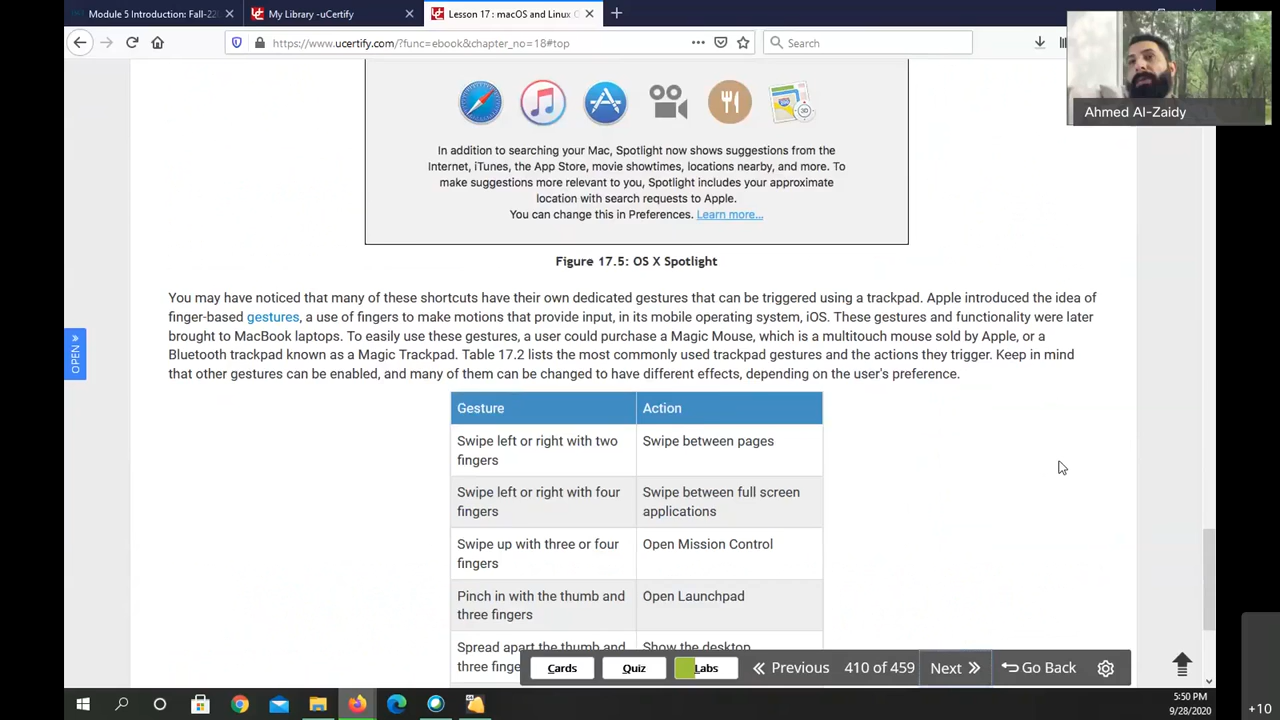 Module 5 Introduction: Fall-22
My Library -uCertify
Lesson 17 : macOS and Linux
https://www.ucertify.com/?func=ebook&chapter_no=18#top
Search
Ahmed Al-Zaidy
In addition to searching your Mac, Spotlight now shows suggestions from the
Internet, iTunes, the App Store, movie showtimes, locations nearby, and more. To
make suggestions more relevant to you, Spotlight includes your approximate
location with search requests to Apple.
You can change this in Preferences. Learn more...
Figure 17.5: OS X Spotlight
You may have noticed that many of these shortcuts have their own dedicated gestures that can be triggered using a trackpad. Apple introduced the idea of
finger-based gestures, a use of fingers to make motions that provide input, in its mobile operating system, iOS. These gestures and functionality were later
brought to MacBook laptops. To easily use these gestures, a user could purchase a Magic Mouse, which is a multitouch mouse sold by Apple, or a
Bluetooth trackpad known as a Magic Trackpad. Table 17.2 lists the most commonly used trackpad gestures and the actions they trigger. Keep in mind
that other gestures can be enabled, and many of them can be changed to have different effects, depending on the user's preference.
OPEN »
Gesture Action
Swipe left or right with two Swipe between pages
fingers
Swipe left or right with four Swipe between full screen
fingers applications
Swipe up with three or four Open Mission Control
fingers
Pinch in with the thumb and Open Launchpad
three fingers
Spread apart the thumb and Show the desktop
three
Cards Quiz Labs Previous 410 of 459 Next Go Back
5:50 PM
9/28/2020
+10